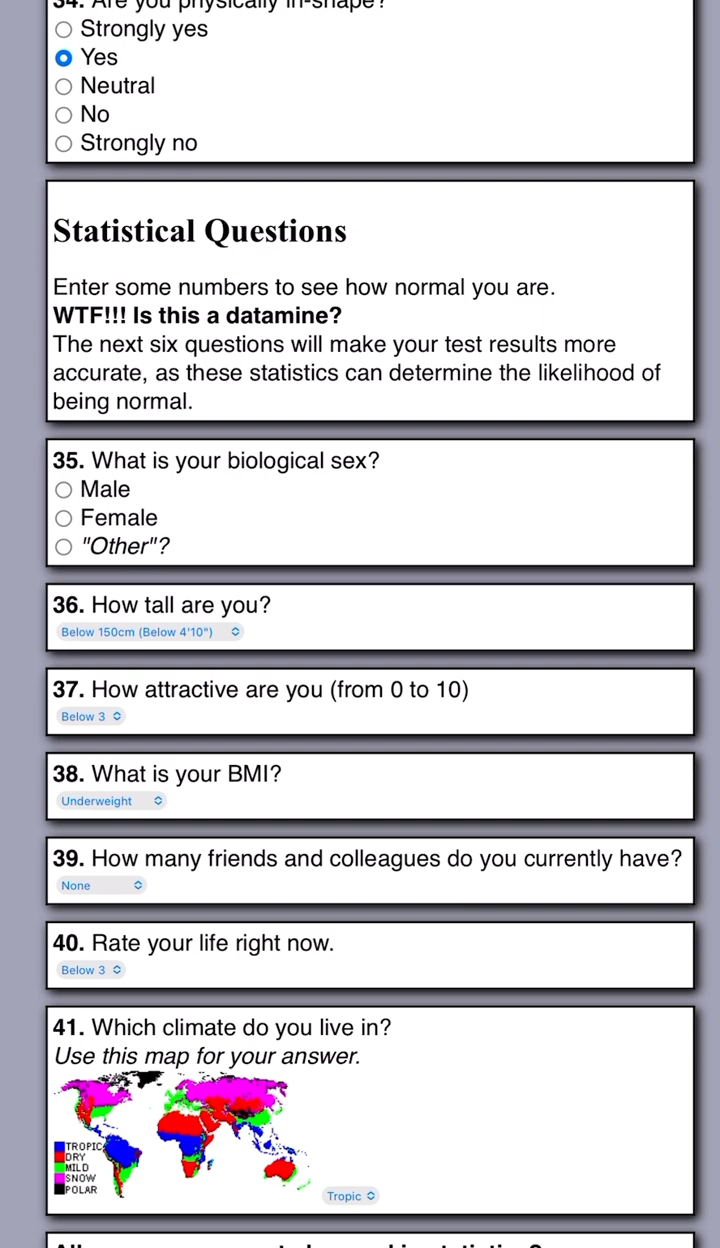 34. Are you physically in-shape?
Strongly yes
Yes
Neutral
No
Strongly no
Statistical Questions
Enter some numbers to see how normal you are.
WTF!!! Is this a datamine?
The next six questions will make your test results more
accurate, as these statistics can determine the likelihood of
being normal.
35. What is your biological sex?
Male
Female
"Other"?
36. How tall are you?
Below 150cm (Below 4'10")
37. How attractive are you (from 0 to 10)
Below 3
38. What is your BMI?
Underweight
39. How many friends and colleagues do you currently have?
None
40. Rate your life right now.
Below 3
41. Which climate do you live in?
Use this map for your answer.
TROPIC
DRY
MILD
SNOW
POLAR
Tropic